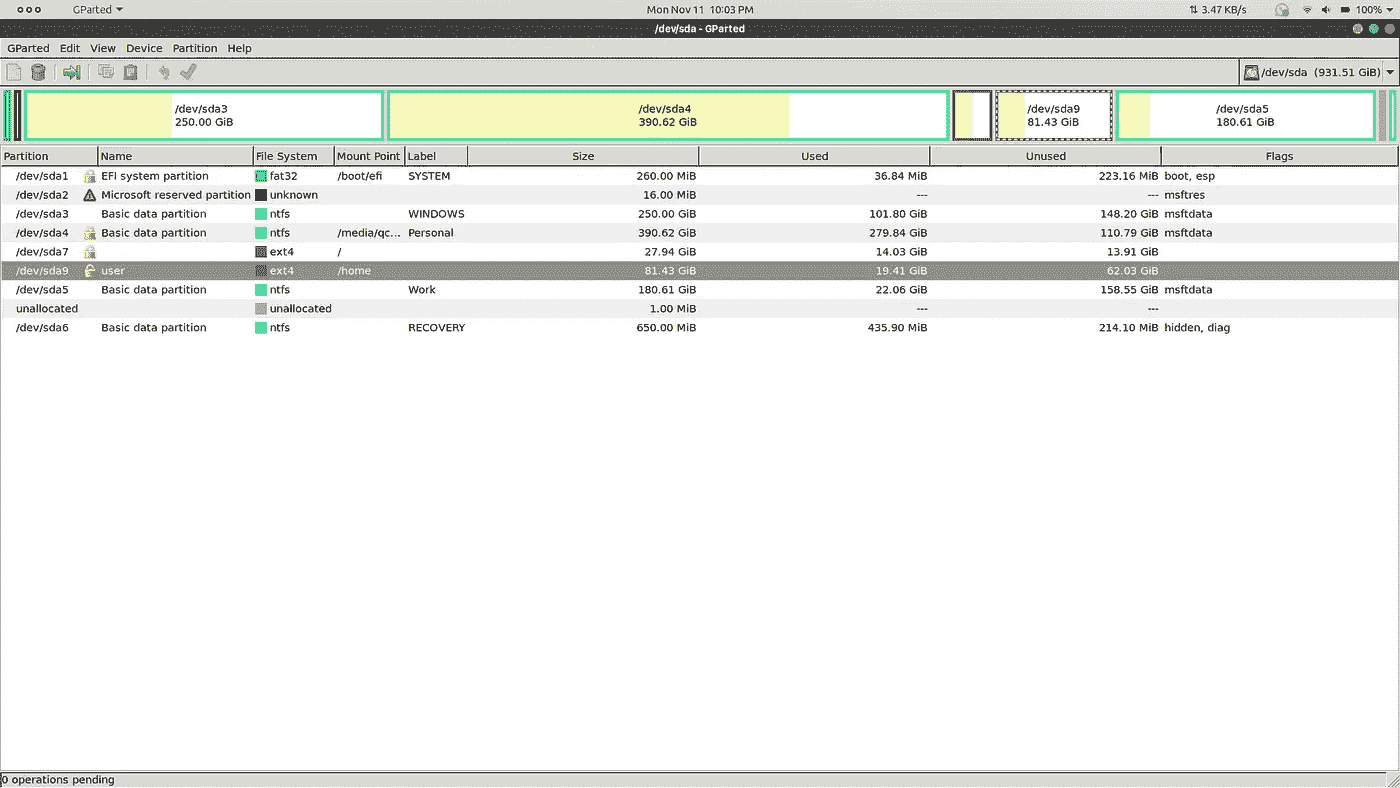 GParted Mon Nov 11 10:03 PM 3.47 KB/s 100%
/dev/sda - GParted
GParted Edit View Device Partition Help
/dev/sda (931.51 GiB)
/dev/sda3 /dev/sda4 /dev/sda9 /dev/sda5
250.00 GiB 390.62 GiB 81.43 GiB 180.61 GiB
Partition Name File System Mount Point Label Size Used Unused Flags
/dev/sda1 EFI system partition fat32 /boot/efi SYSTEM 260.00 MiB 36.84 MiB 223.16 MiB boot, esp
/dev/sda2 Microsoft reserved partition unknown 16.00 MiB --- --- msftres
/dev/sda3 Basic data partition ntfs WINDOWS 250.00 GiB 101.80 GiB 148.20 GiB msftdata
/dev/sda4 Basic data partition ntfs /media/qc... Personal 390.62 GiB 279.84 GiB 110.79 GiB msftdata
/dev/sda7 ext4 / 27.94 GiB 14.03 GiB 13.91 GiB
/dev/sda9 user ext4 /home 81.43 GiB 19.41 GiB 62.03 GiB
/dev/sda5 Basic data partition ntfs Work 180.61 GiB 22.06 GiB 158.55 GiB msftdata
unallocated unallocated 1.00 MiB --- ---
/dev/sda6 Basic data partition ntfs RECOVERY 650.00 MiB 435.90 MiB 214.10 MiB hidden, diag
0 operations pending